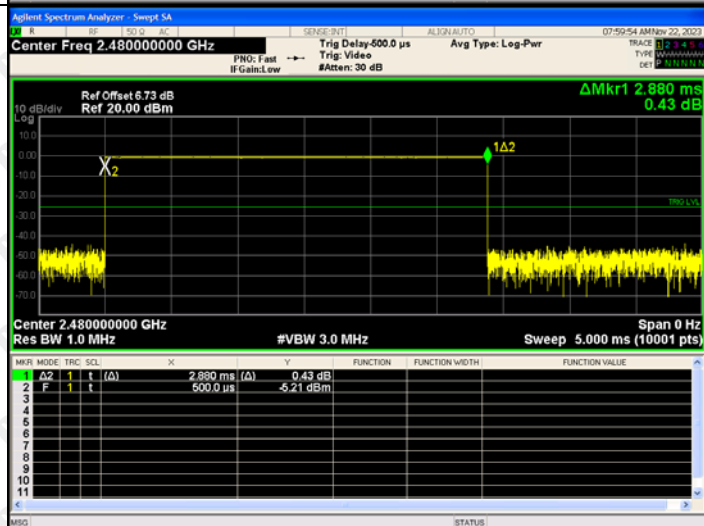 Agilent Spectrum Analyzer - Swept SA
R RF 50 Ω AC SENSE:INT ALIGNAUTO 07:59:54 AM Nov 22, 2023
Center Freq 2.480000000 GHz
PNO: Fast
IFGain:Low
Trig Delay-500.0 µs
Trig: Video
#Atten: 30 dB
Avg Type: Log-Pwr
TRACE 1 2 3 4 5 6
TYPE
DET P N N N N N
ΔMkr1 2.880 ms
0.43 dB
Ref Offset 6.73 dB
10 dB/div Ref 20.00 dBm
Log
10.0
0.00
-10.0
-20.0
-30.0
-40.0
-50.0
-60.0
-70.0
1Δ2
X2
TRIG LVL
Center 2.480000000 GHz Span 0 Hz
Res BW 1.0 MHz #VBW 3.0 MHz Sweep 5.000 ms (10001 pts)
MKR MODE TRC SCL X Y FUNCTION FUNCTION WIDTH FUNCTION VALUE
1 Δ2 1 t (Δ) 2.880 ms (Δ) 0.43 dB
2 F 1 t 500.0 µs -5.21 dBm
3
4
5
6
7
8
9
10
11
MSG STATUS